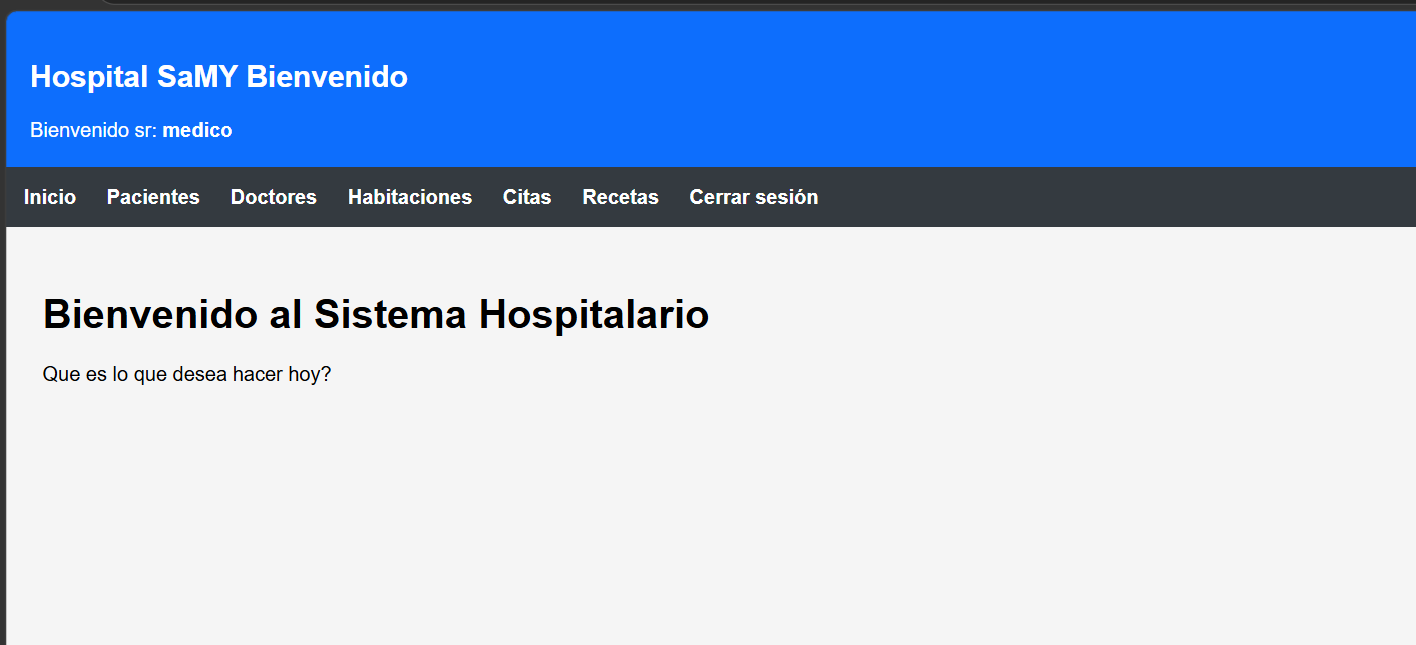 Hospital SaMY Bienvenido
Bienvenido sr: medico
Inicio Pacientes Doctores Habitaciones Citas Recetas Cerrar sesión
Bienvenido al Sistema Hospitalario
Que es lo que desea hacer hoy?